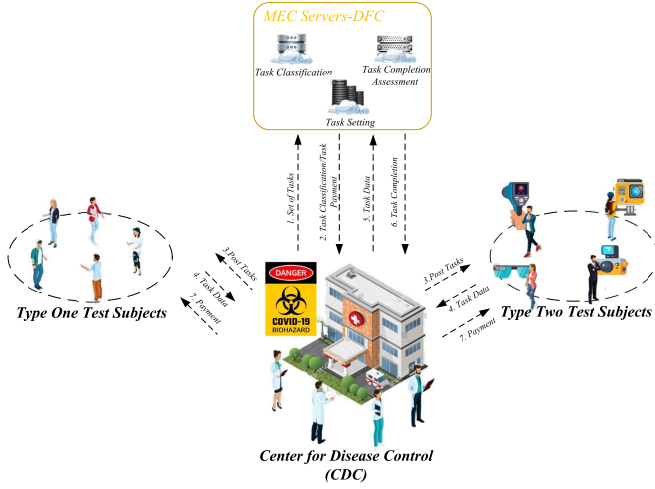 MEC Servers-DFC
Task Classification
Task Completion
Assessment
Task Setting
1. Set of Tasks
2. Task Classification/Task
Payment
5. Task Data
6. Task Completion
3.Post Tasks
4. Task Data
7. Payment
Type One Test Subjects
DANGER
COVID-19
BIOHAZARD
3.Post Tasks
4. Task Data
7. Payment
Type Two Test Subjects
Center for Disease Control
(CDC)